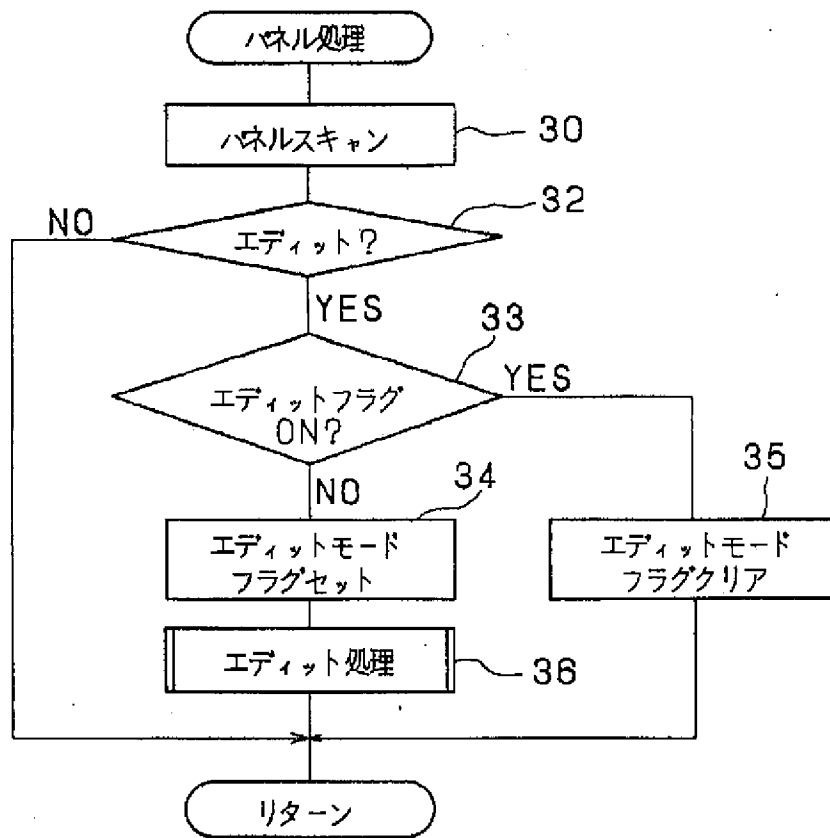 パネル処理
パネルスキャン
30
NO
エディット？
32
YES
エディットフラグ
ON?
33
YES
NO
エディットモード
フラグセット
34
エディットモード
フラグクリア
35
エディット処理
36
リターン